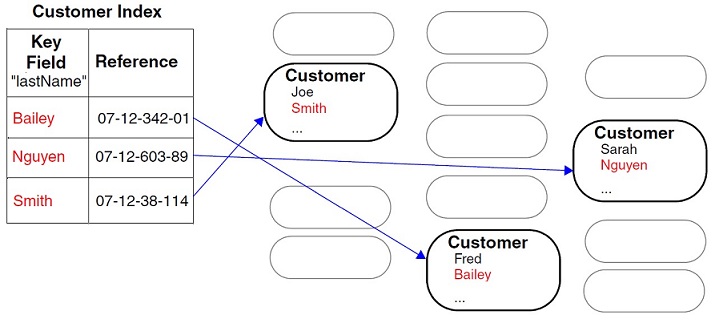 Customer Index
Key
Field
"lastName"
Reference
Bailey 07-12-342-01
Nguyen 07-12-603-89
Smith 07-12-38-114
Customer
Joe
Smith
...
Customer
Sarah
Nguyen
...
Customer
Fred
Bailey
...